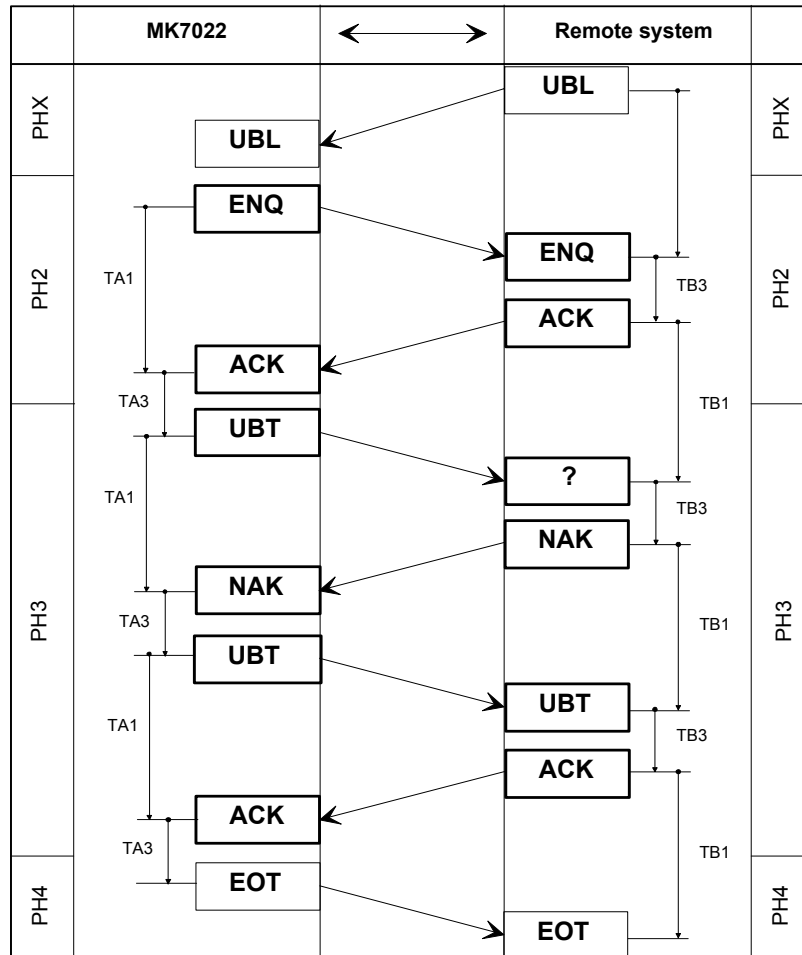 MK7022 Remote system
PHX
UBL
PHX
UBL
ENQ
PH2
TA1
ENQ
TB3
PH2
ACK
ACK
TA3
TB1
UBT
TA1
?
TB3
NAK
NAK
PH3
TA3
TB1
PH3
UBT
TA1
UBT
TB3
ACK
ACK
TA3
TB1
EOT
PH4
PH4
EOT